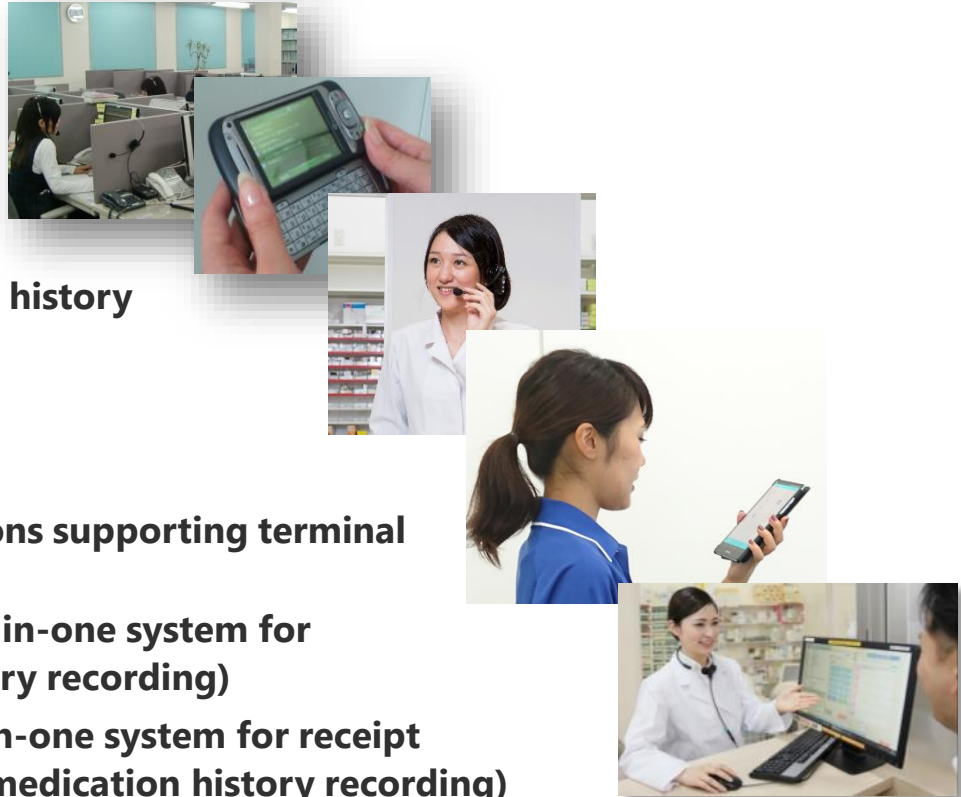 history
ons supporting terminal
in-one system for
ry recording)
n-one system for receipt
medication history recording)